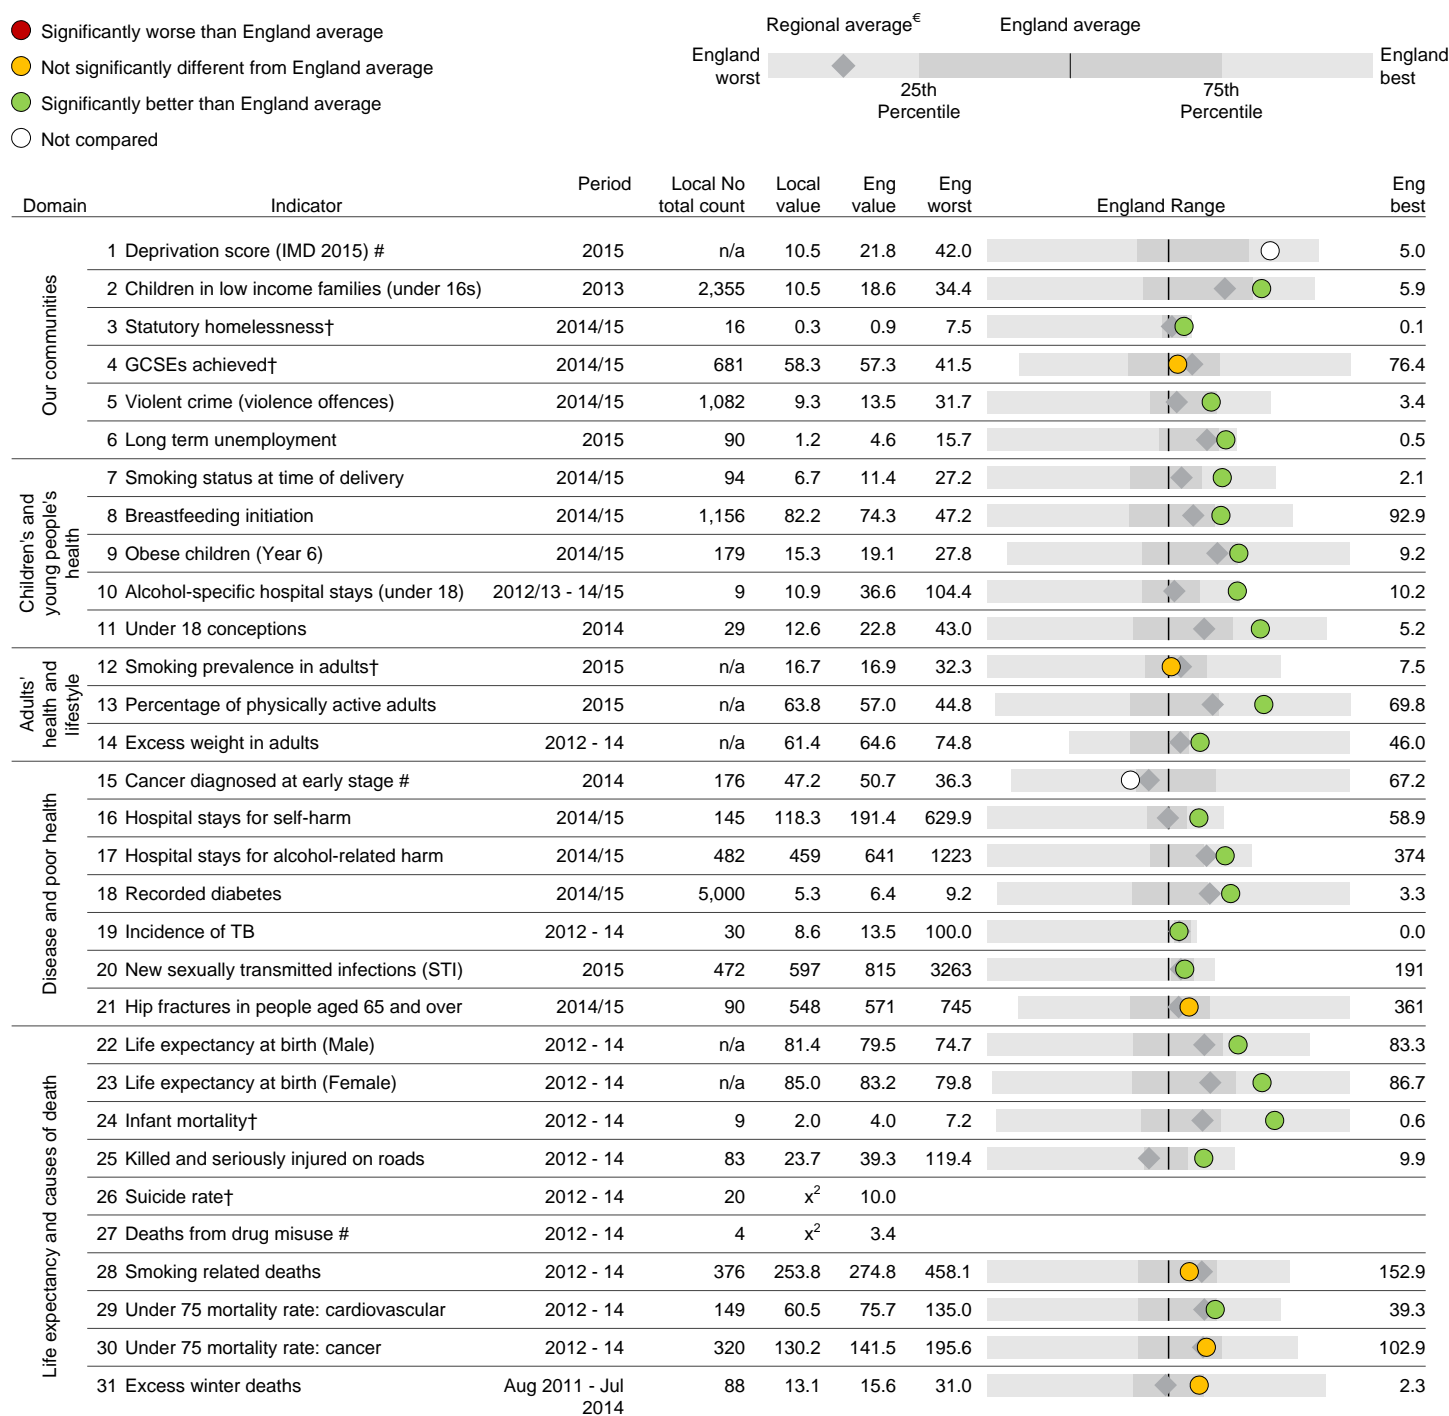 Significantly worse than England average
Not significantly different from England average
Significantly better than England average
Not compared
Regional average€ England average
England worst England best
25th Percentile 75th Percentile
Domain Indicator Period Local No total count Local value Eng value Eng worst England Range Eng best
Our communities
1 Deprivation score (IMD 2015) # 2015 n/a 10.5 21.8 42.0 5.0
2 Children in low income families (under 16s) 2013 2,355 10.5 18.6 34.4 5.9
3 Statutory homelessness† 2014/15 16 0.3 0.9 7.5 0.1
4 GCSEs achieved† 2014/15 681 58.3 57.3 41.5 76.4
5 Violent crime (violence offences) 2014/15 1,082 9.3 13.5 31.7 3.4
6 Long term unemployment 2015 90 1.2 4.6 15.7 0.5
Children's and young people's health
7 Smoking status at time of delivery 2014/15 94 6.7 11.4 27.2 2.1
8 Breastfeeding initiation 2014/15 1,156 82.2 74.3 47.2 92.9
9 Obese children (Year 6) 2014/15 179 15.3 19.1 27.8 9.2
10 Alcohol-specific hospital stays (under 18) 2012/13 - 14/15 9 10.9 36.6 104.4 10.2
11 Under 18 conceptions 2014 29 12.6 22.8 43.0 5.2
Adults' health and lifestyle
12 Smoking prevalence in adults† 2015 n/a 16.7 16.9 32.3 7.5
13 Percentage of physically active adults 2015 n/a 63.8 57.0 44.8 69.8
14 Excess weight in adults 2012 - 14 n/a 61.4 64.6 74.8 46.0
Disease and poor health
15 Cancer diagnosed at early stage # 2014 176 47.2 50.7 36.3 67.2
16 Hospital stays for self-harm 2014/15 145 118.3 191.4 629.9 58.9
17 Hospital stays for alcohol-related harm 2014/15 482 459 641 1223 374
18 Recorded diabetes 2014/15 5,000 5.3 6.4 9.2 3.3
19 Incidence of TB 2012 - 14 30 8.6 13.5 100.0 0.0
20 New sexually transmitted infections (STI) 2015 472 597 815 3263 191
21 Hip fractures in people aged 65 and over 2014/15 90 548 571 745 361
Life expectancy and causes of death
22 Life expectancy at birth (Male) 2012 - 14 n/a 81.4 79.5 74.7 83.3
23 Life expectancy at birth (Female) 2012 - 14 n/a 85.0 83.2 79.8 86.7
24 Infant mortality† 2012 - 14 9 2.0 4.0 7.2 0.6
25 Killed and seriously injured on roads 2012 - 14 83 23.7 39.3 119.4 9.9
26 Suicide rate† 2012 - 14 20 x² 10.0
27 Deaths from drug misuse # 2012 - 14 4 x² 3.4
28 Smoking related deaths 2012 - 14 376 253.8 274.8 458.1 152.9
29 Under 75 mortality rate: cardiovascular 2012 - 14 149 60.5 75.7 135.0 39.3
30 Under 75 mortality rate: cancer 2012 - 14 320 130.2 141.5 195.6 102.9
31 Excess winter deaths Aug 2011 - Jul 2014 88 13.1 15.6 31.0 2.3